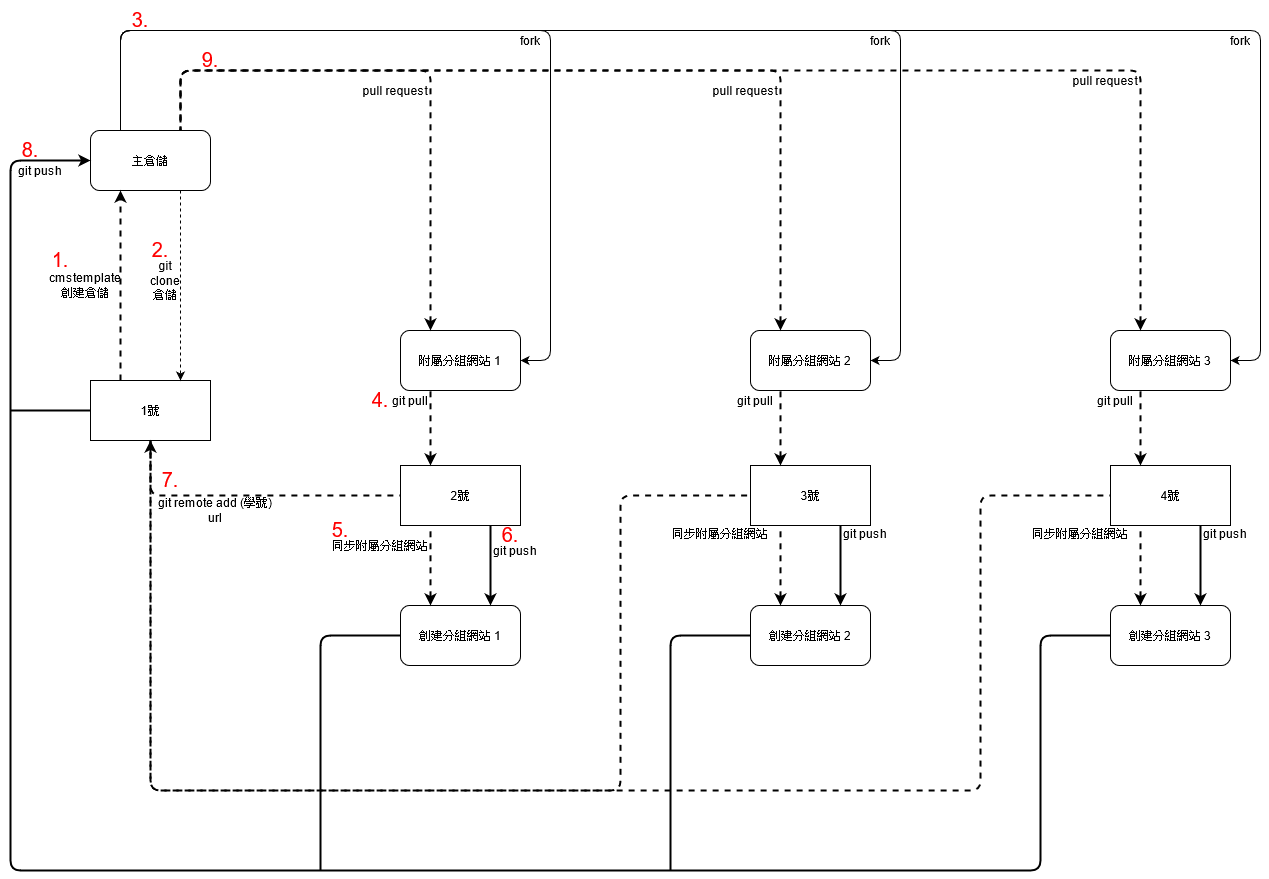 3.
fork
fork
fork
9.
pull request
pull request
pull request
8.
git push
主倉儲
1.
cmstemplate
創建倉儲
2.
git
clone
倉儲
附屬分組網站 1
附屬分組網站 2
附屬分組網站 3
4.
git pull
git pull
git pull
1號
7.
git remote add (學號)
url
2號
3號
4號
5.
同步附屬分組網站
6.
git push
同步附屬分組網站
git push
同步附屬分組網站
git push
創建分組網站 1
創建分組網站 2
創建分組網站 3